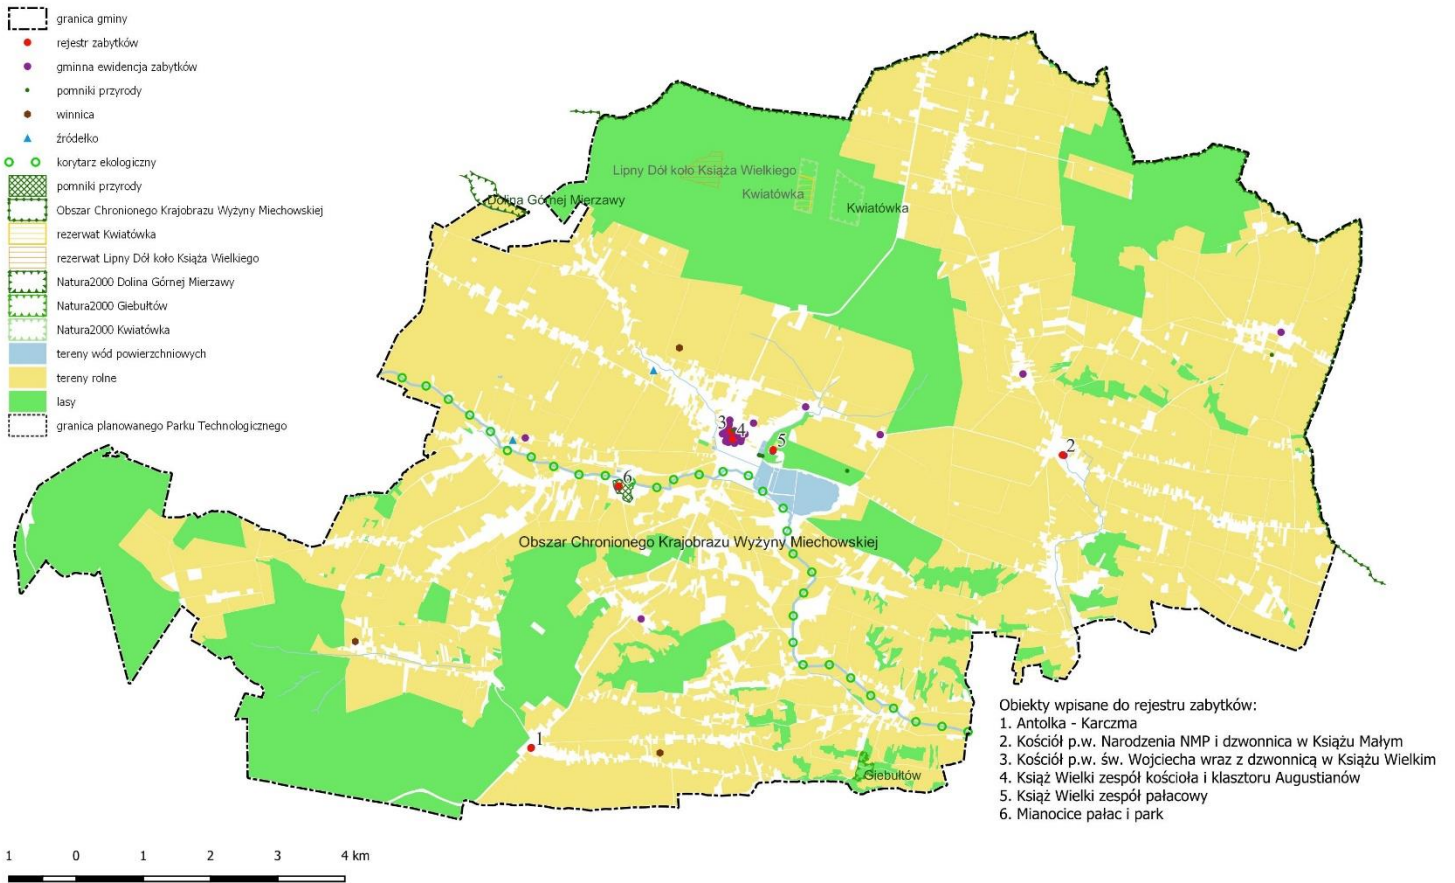 granica gminy
rejestr zabytków
gminna ewidencja zabytków
pomniki przyrody
winnica
źródełko
korytarz ekologiczny
pomniki przyrody
Obszar Chronionego Krajobrazu Wyżyny Miechowskiej
rezerwat Kwiatówka
rezerwat Lipny Dół koło Książa Wielkiego
Natura2000 Dolina Górnej Mierzawy
Natura2000 Giebułtów
Natura2000 Kwiatówka
tereny wód powierzchniowych
tereny rolne
lasy
granica planowanego Parku Technologicznego
Lipny Dół koło Książa Wielkiego
Kwiatówka
Kwiatówka
Dolina Górnej Mierzawy
3
4
5
2
6
Obszar Chronionego Krajobrazu Wyżyny Miechowskiej
1
Giebułtów
Obiekty wpisane do rejestru zabytków:
1. Antolka - Karczma
2. Kościół p.w. Narodzenia NMP i dzwonnica w Książu Małym
3. Kościół p.w. św. Wojciecha wraz z dzwonnicą w Książu Wielkim
4. Książ Wielki zespół kościoła i klasztoru Augustianów
5. Książ Wielki zespół pałacowy
6. Mianocice pałac i park
1 0 1 2 3 4 km